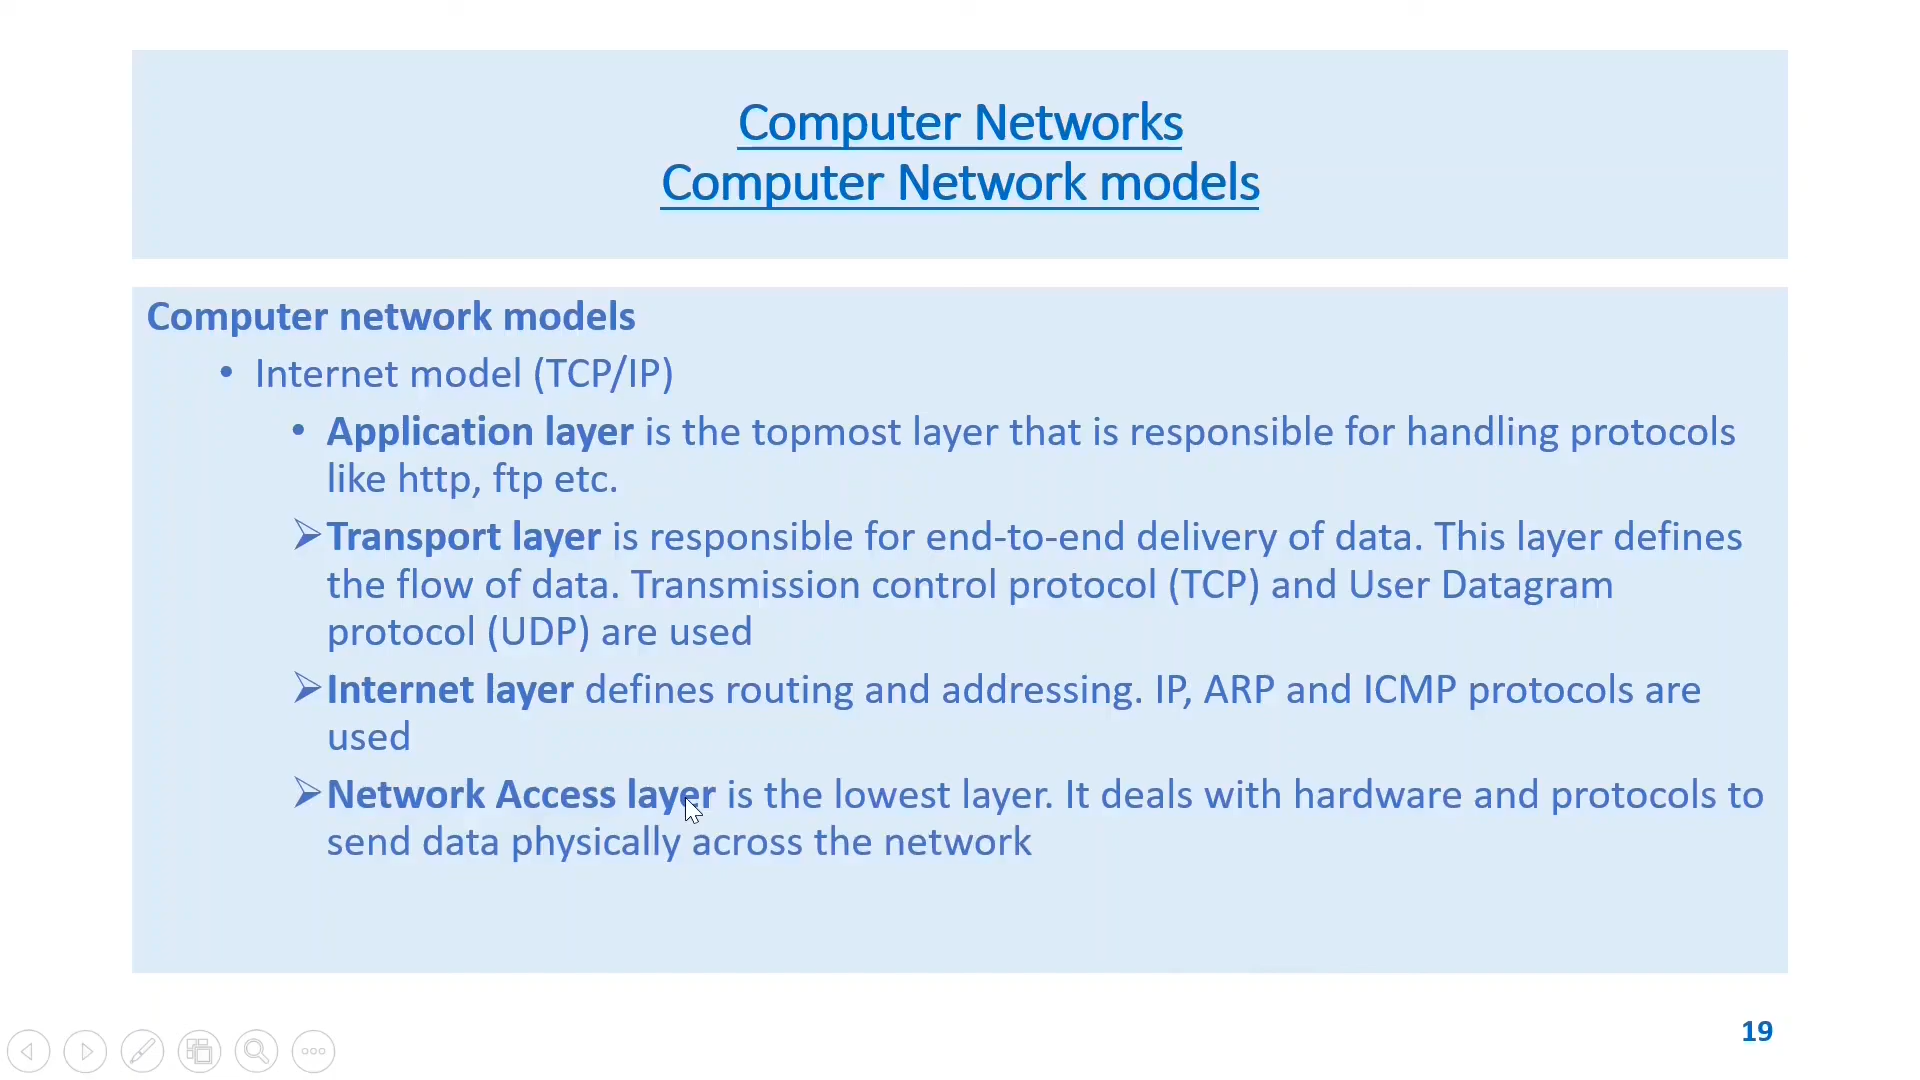 Computer Networks
Computer Network models
Computer network models
• Internet model (TCP/IP)
• Application layer is the topmost layer that is responsible for handling protocols
like http, ftp etc.
➢Transport layer is responsible for end-to-end delivery of data. This layer defines
the flow of data. Transmission control protocol (TCP) and User Datagram
protocol (UDP) are used
➢Internet layer defines routing and addressing. IP, ARP and ICMP protocols are
used
➢Network Access layer is the lowest layer. It deals with hardware and protocols to
send data physically across the network
19